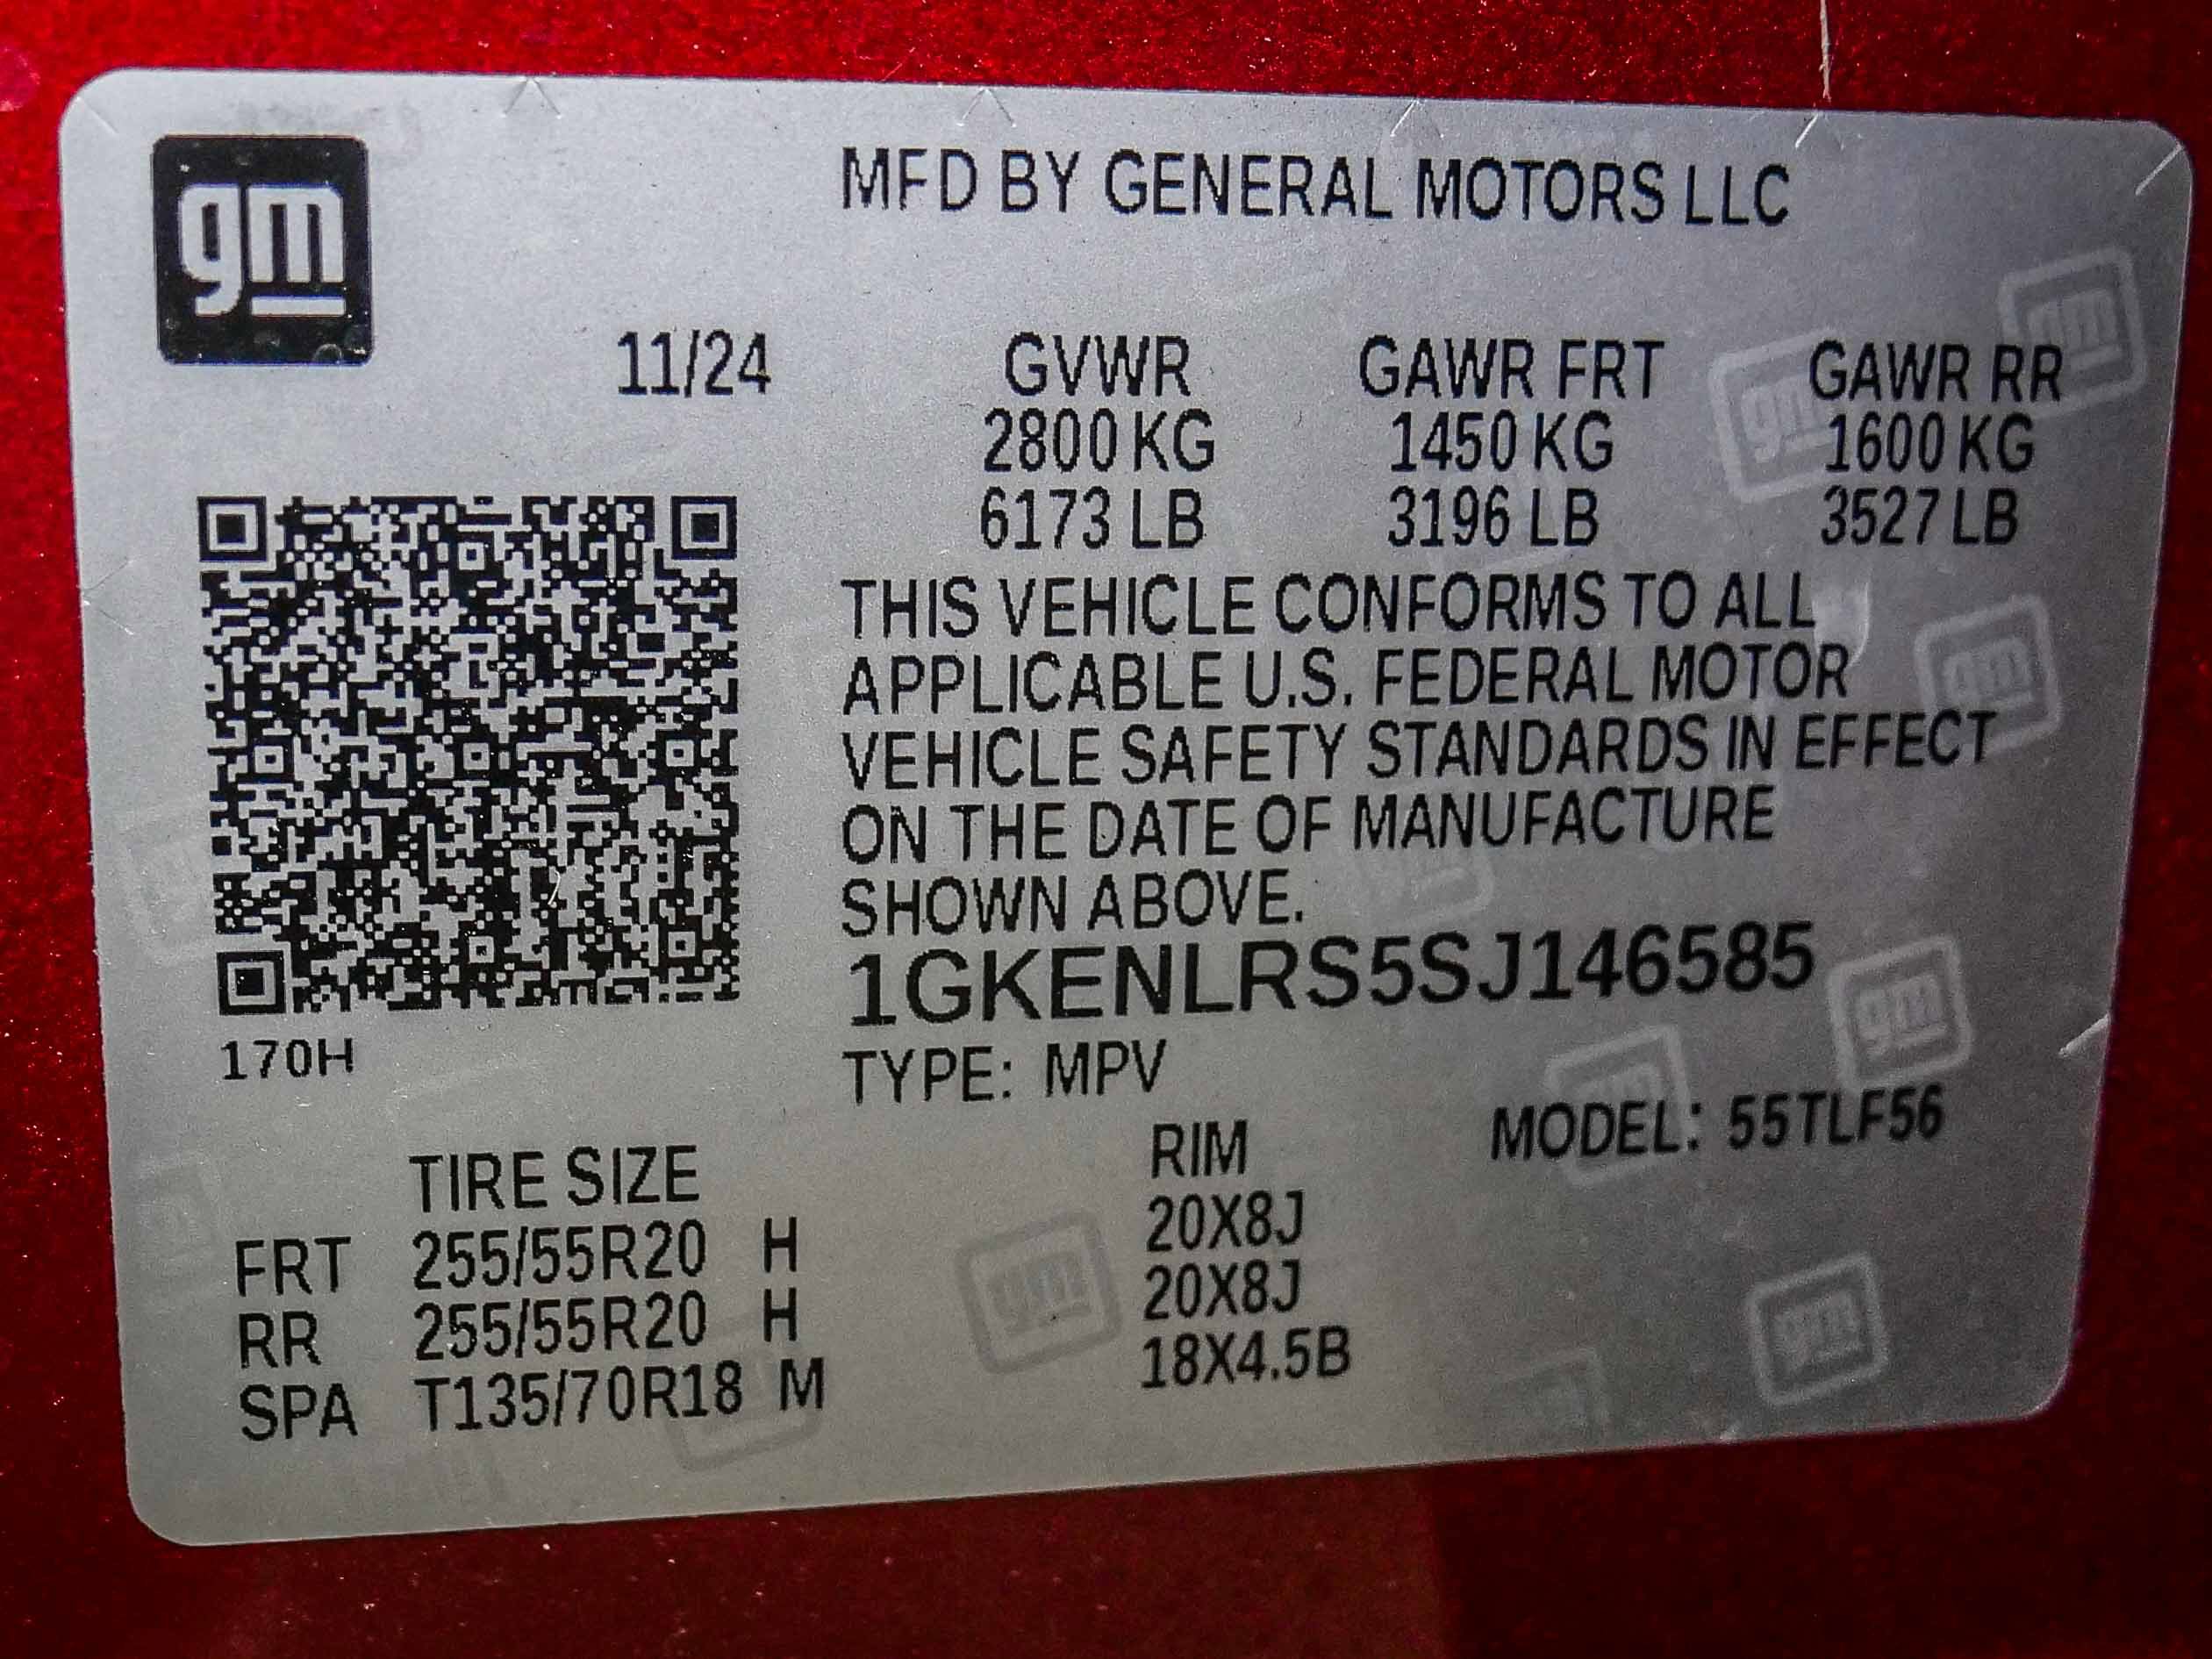 gm
MFD BY GENERAL MOTORS LLC
11/24 GVWR GAWR FRT GAWR RR
2800 KG 1450 KG 1600 KG
6173 LB 3196 LB 3527 LB
THIS VEHICLE CONFORMS TO ALL
APPLICABLE U.S. FEDERAL MOTOR
VEHICLE SAFETY STANDARDS IN EFFECT
ON THE DATE OF MANUFACTURE
SHOWN ABOVE.
1GKENLRS5SJ146585
170H
TYPE: MPV
MODEL: 55TLF56
TIRE SIZE RIM
FRT 255/55R20 H 20X8J
RR 255/55R20 H 20X8J
SPA T135/70R18 M 18X4.5B